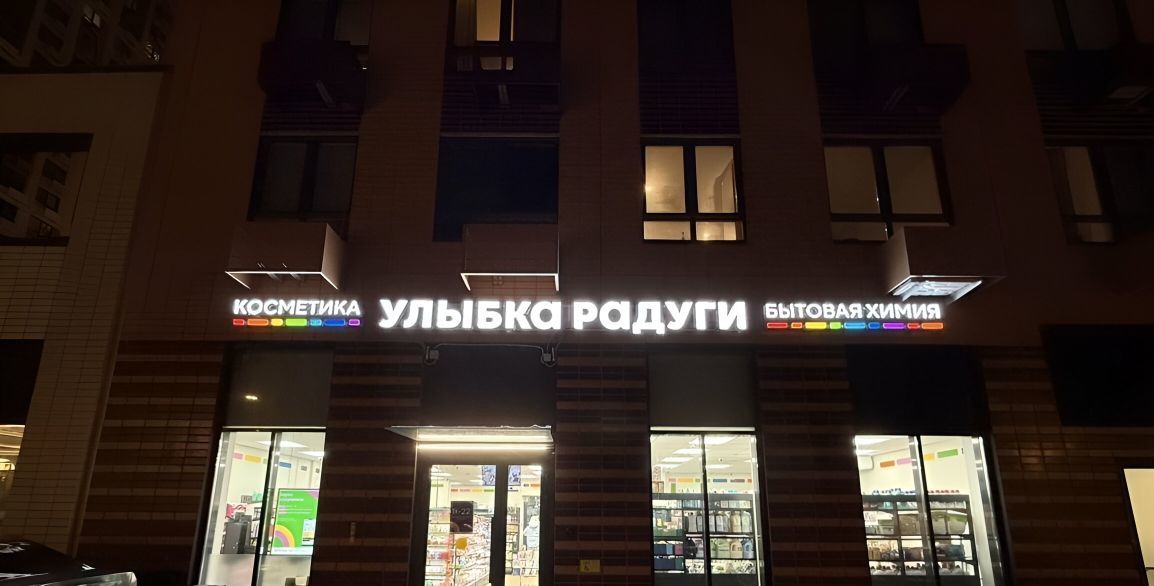 КОСМЕТИКА
УЛЫБКА РАДУГИ
БЫТОВАЯ ХИМИЯ